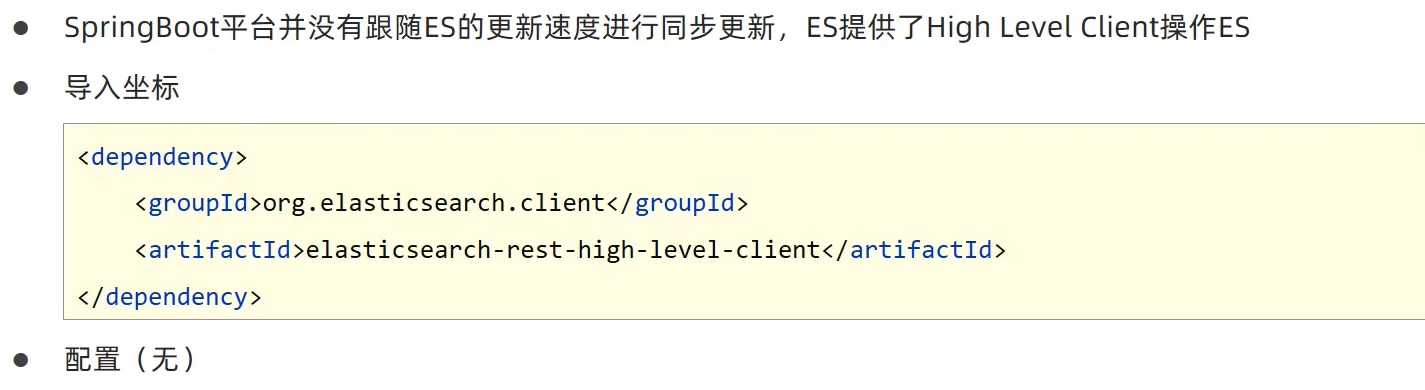 ● SpringBoot平台并没有跟随ES的更新速度进行同步更新，ES提供了High Level Client操作ES
● 导入坐标
<dependency>
    <groupId>org.elasticsearch.client</groupId>
    <artifactId>elasticsearch-rest-high-level-client</artifactId>
</dependency>
● 配置（无）